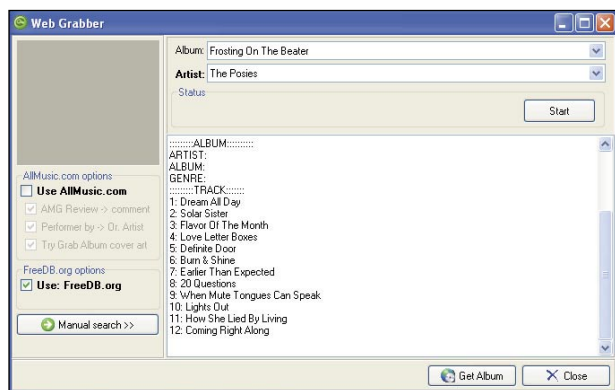 Web Grabber
Album: Frosting On The Beater
Artist: The Posies
Status
Start
:::::::::ALBUM::::::::::
ARTIST:
ALBUM:
GENRE:
:::::::::TRACK:::::::
1: Dream All Day
2: Solar Sister
3: Flavor Of The Month
4: Love Letter Boxes
5: Definite Door
6: Burn & Shine
7: Earlier Than Expected
8: 20 Questions
9: When Mute Tongues Can Speak
10: Lights Out
11: How She Lied By Living
12: Coming Right Along
AllMusic.com options
Use AllMusic.com
AMG Review -> comment
Performer by -> Or. Artist
Try Grab Album cover art
FreeDB.org options
Use: FreeDB.org
Manual search >>
Get Album
Close